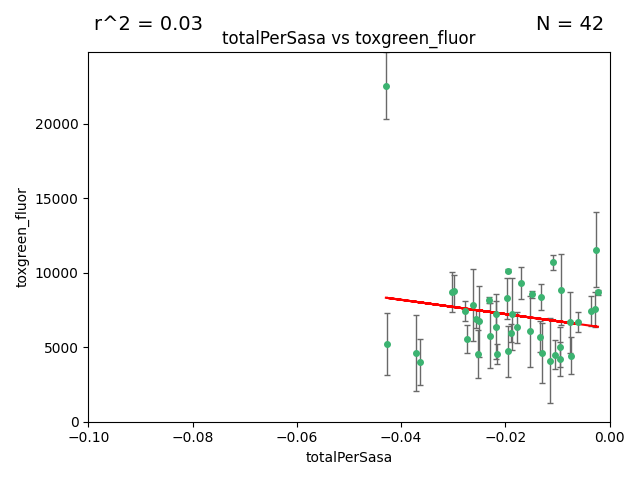 r^2 = 0.03
N = 42
totalPerSasa vs toxgreen_fluor
20000
15000
10000
5000
0
toxgreen_fluor
−0.10
−0.08
−0.06
−0.04
−0.02
0.00
totalPerSasa